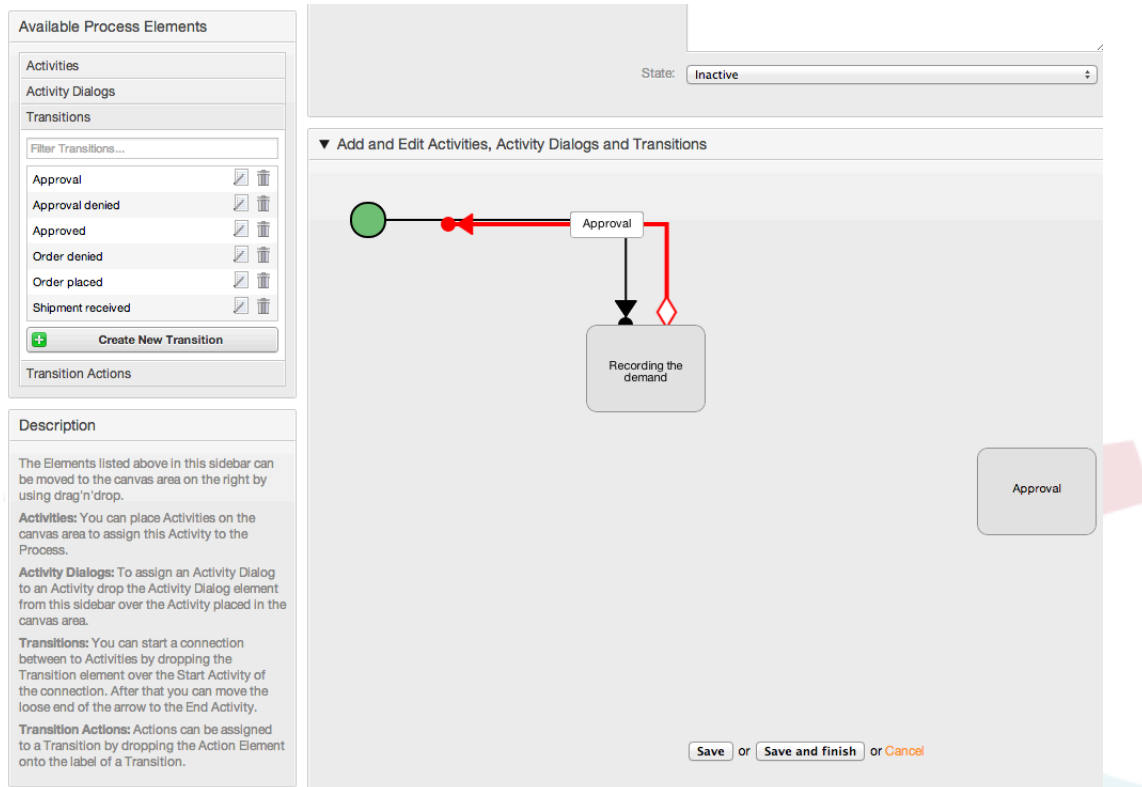 Available Process Elements
Activities
Activity Dialogs
Transitions
Filter Transitions...
Approval
Approval denied
Approved
Order denied
Order placed
Shipment received
Create New Transition
Transition Actions
Description
The Elements listed above in this sidebar can
be moved to the canvas area on the right by
using drag'n'drop.
Activities: You can place Activities on the
canvas area to assign this Activity to the
Process.
Activity Dialogs: To assign an Activity Dialog
to an Activity drop the Activity Dialog element
from this sidebar over the Activity placed in the
canvas area.
Transitions: You can start a connection
between to Activities by dropping the
Transition element over the Start Activity of
the connection. After that you can move the
loose end of the arrow to the End Activity.
Transition Actions: Actions can be assigned
to a Transition by dropping the Action Element
onto the label of a Transition.
State: Inactive
▼ Add and Edit Activities, Activity Dialogs and Transitions
Approval
Recording the
demand
Approval
Save or Save and finish or Cancel